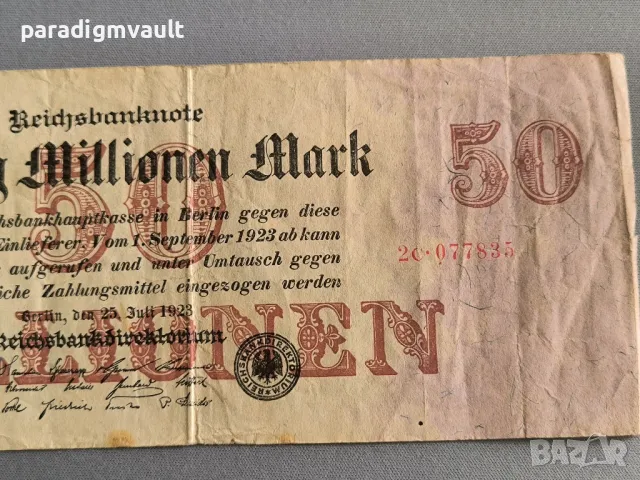 paradigmvault
Reichsbanknote
g Millionen Mark
50
50
hsbankhauptkasse in Berlin gegen diese
Einlieferer. Vom 1. September 1923 ab kann
aufgerufen und unter Umtausch gegen
iche Zahlungsmittel eingezogen werden
2c·077835
Berlin, den 25. Juli 1923
Reichsbankdirektorium
LIONEN
REICHSBANKDIREKTORIUM
BAZAR